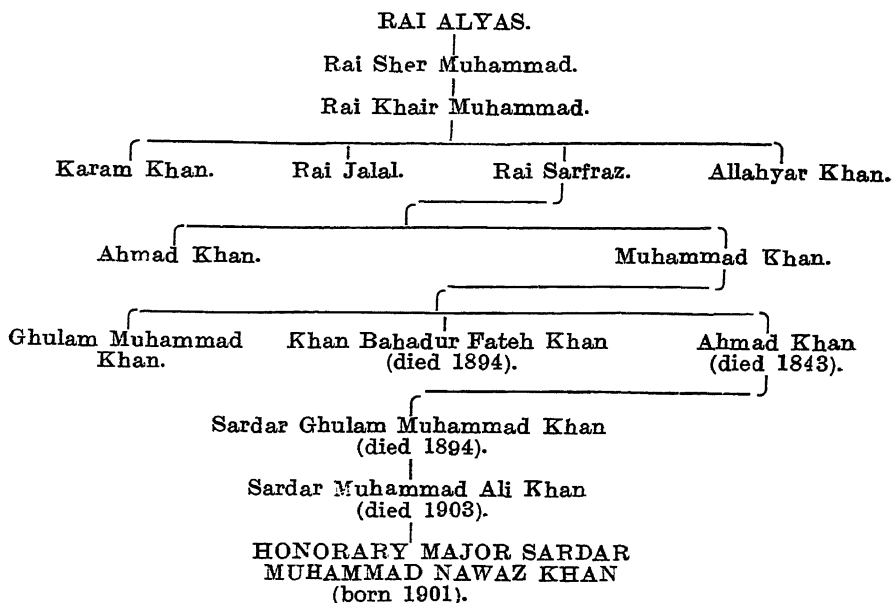 RAI ALYAS.
Rai Sher Muhammad.
Rai Khair Muhammad.
Karam Khan. Rai Jalal. Rai Sarfraz. Allahyar Khan.
Ahmad Khan. Muhammad Khan.
Ghulam Muhammad Khan Bahadur Fateh Khan Ahmad Khan
Khan. (died 1894). (died 1843).
Sardar Ghulam Muhammad Khan
(died 1894).
Sardar Muhammad Ali Khan
(died 1903).
HONORARY MAJOR SARDAR
MUHAMMAD NAWAZ KHAN
(born 1901).